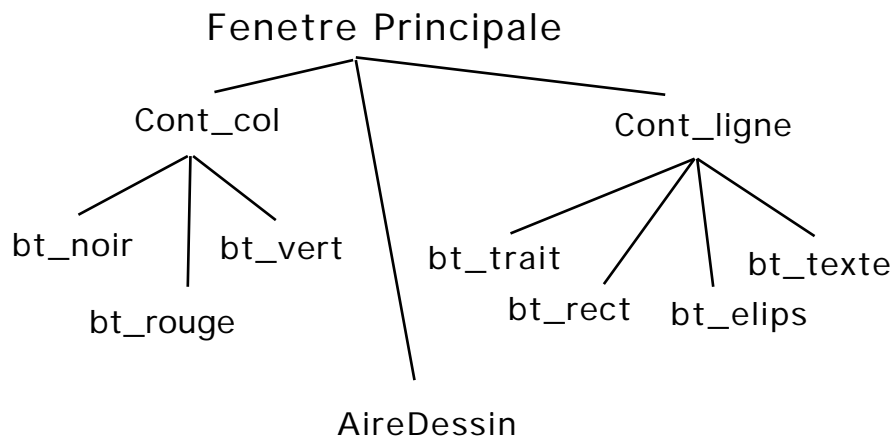 Fenetre Principale
Cont_col
Cont_ligne
bt_noir
bt_vert
bt_trait
bt_texte
bt_rouge
bt_rect
bt_elips
AireDessin